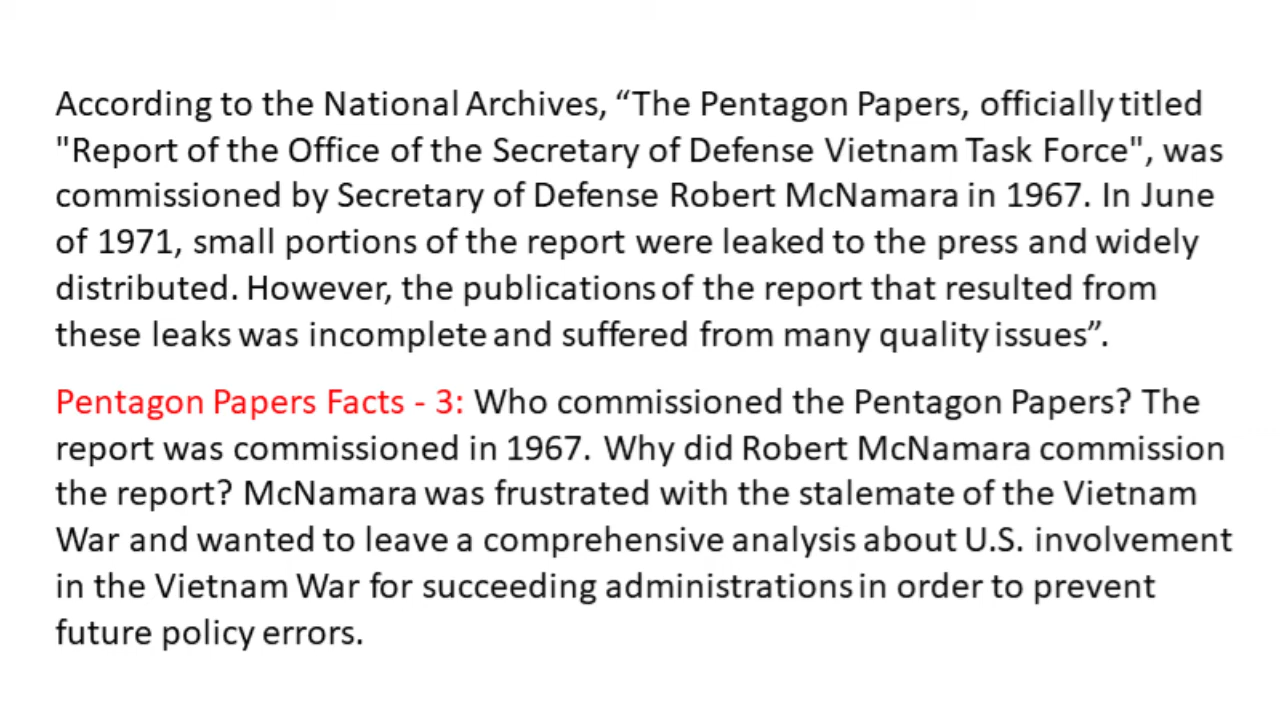 According to the National Archives, “The Pentagon Papers, officially titled
"Report of the Office of the Secretary of Defense Vietnam Task Force", was
commissioned by Secretary of Defense Robert McNamara in 1967. In June
of 1971, small portions of the report were leaked to the press and widely
distributed. However, the publications of the report that resulted from
these leaks was incomplete and suffered from many quality issues”.
Pentagon Papers Facts - 3: Who commissioned the Pentagon Papers? The
report was commissioned in 1967. Why did Robert McNamara commission
the report? McNamara was frustrated with the stalemate of the Vietnam
War and wanted to leave a comprehensive analysis about U.S. involvement
in the Vietnam War for succeeding administrations in order to prevent
future policy errors.